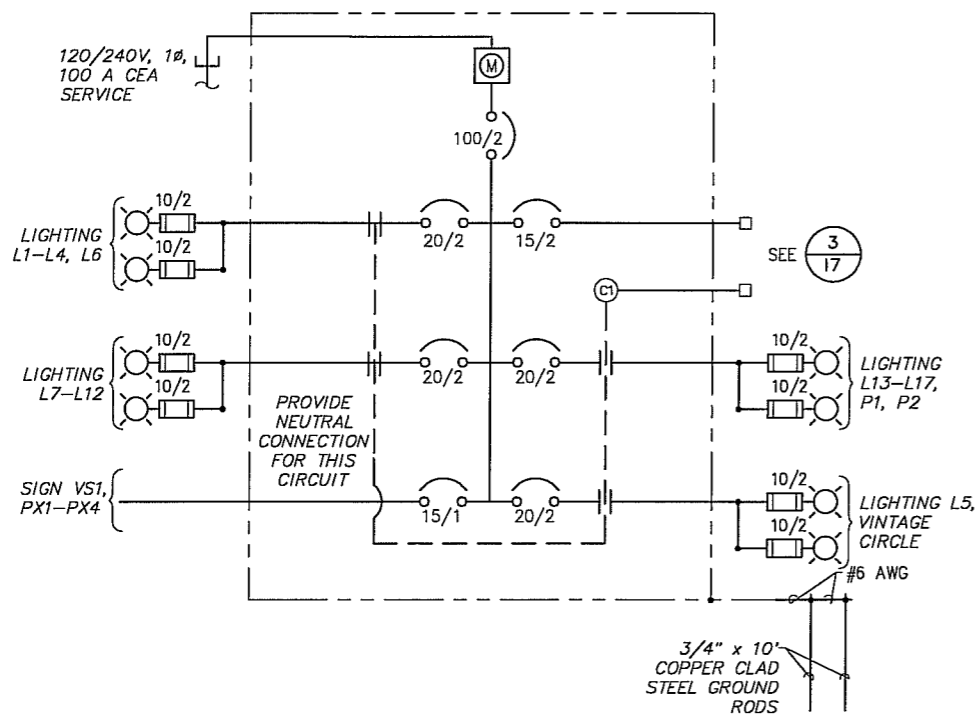 120/240V, 1ø,
100 A CEA
SERVICE
M
100/2
10/2
10/2
LIGHTING
L1-L4, L6
20/2
15/2
SEE
3
17
C1
10/2
10/2
LIGHTING
L7-L12
20/2
20/2
10/2
10/2
LIGHTING
L13-L17,
P1, P2
PROVIDE
NEUTRAL
CONNECTION
FOR THIS
CIRCUIT
SIGN VS1,
PX1-PX4
15/1
20/2
10/2
10/2
LIGHTING L5,
VINTAGE
CIRCLE
#6 AWG
3/4" x 10'
COPPER CLAD
STEEL GROUND
RODS